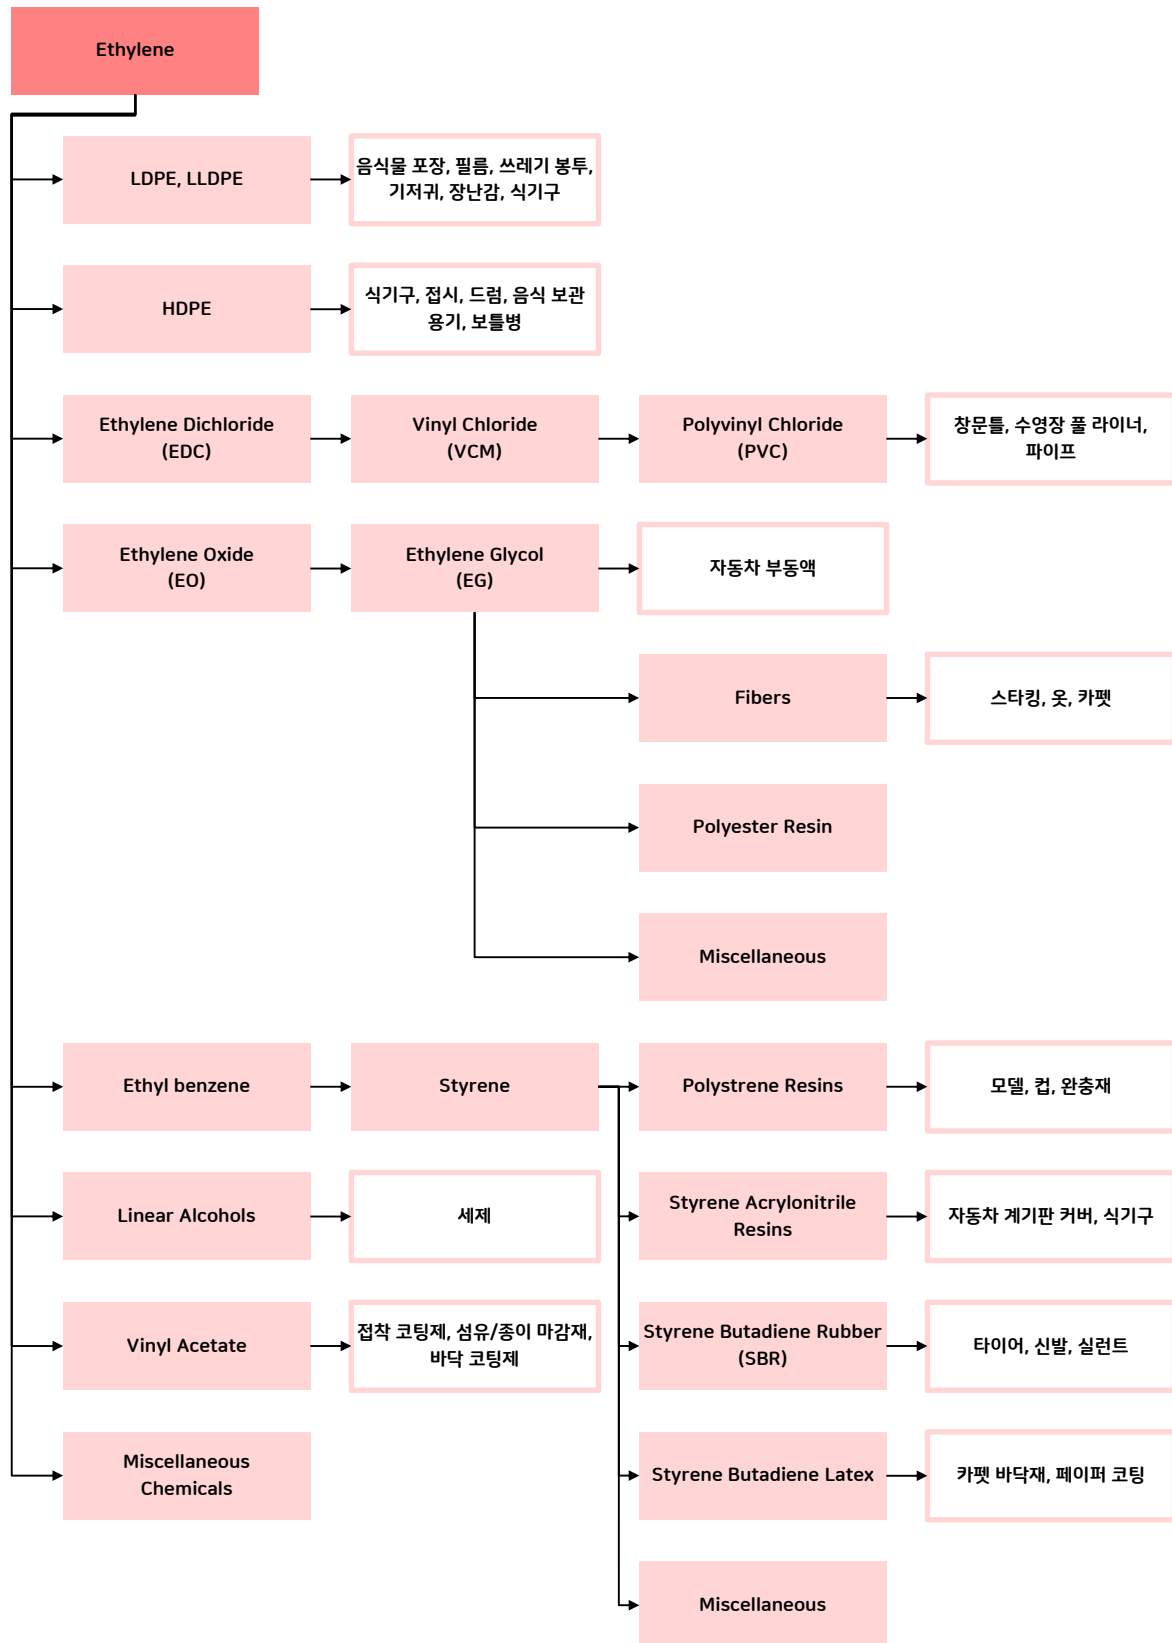 Ethylene
LDPE, LLDPE
음식물 포장, 필름, 쓰레기 봉투,
기저귀, 장난감, 식기구
HDPE
식기구, 접시, 드럼, 음식 보관
용기, 보틀병
Ethylene Dichloride
(EDC)
Vinyl Chloride
(VCM)
Polyvinyl Chloride
(PVC)
창문틀, 수영장 풀 라이너,
파이프
Ethylene Oxide
(EO)
Ethylene Glycol
(EG)
자동차 부동액
Fibers
스타킹, 옷, 카펫
Polyester Resin
Miscellaneous
Ethyl benzene
Styrene
Polystrene Resins
모델, 컵, 완충재
Linear Alcohols
세제
Styrene Acrylonitrile
Resins
자동차 계기판 커버, 식기구
Vinyl Acetate
접착 코팅제, 섬유/종이 마감재,
바닥 코팅제
Styrene Butadiene Rubber
(SBR)
타이어, 신발, 실런트
Miscellaneous
Chemicals
Styrene Butadiene Latex
카펫 바닥재, 페이퍼 코팅
Miscellaneous